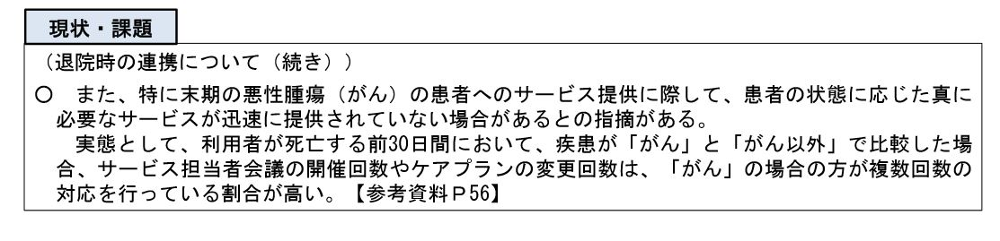 現状・課題
（退院時の連携について（続き））
○　また、特に末期の悪性腫瘍（がん）の患者へのサービス提供に際して、患者の状態に応じた真に
必要なサービスが迅速に提供されていない場合があるとの指摘がある。
実態として、利用者が死亡する前30日間において、疾患が「がん」と「がん以外」で比較した場
合、サービス担当者会議の開催回数やケアプランの変更回数は、「がん」の場合の方が複数回数の
対応を行っている割合が高い。【参考資料Ｐ56】